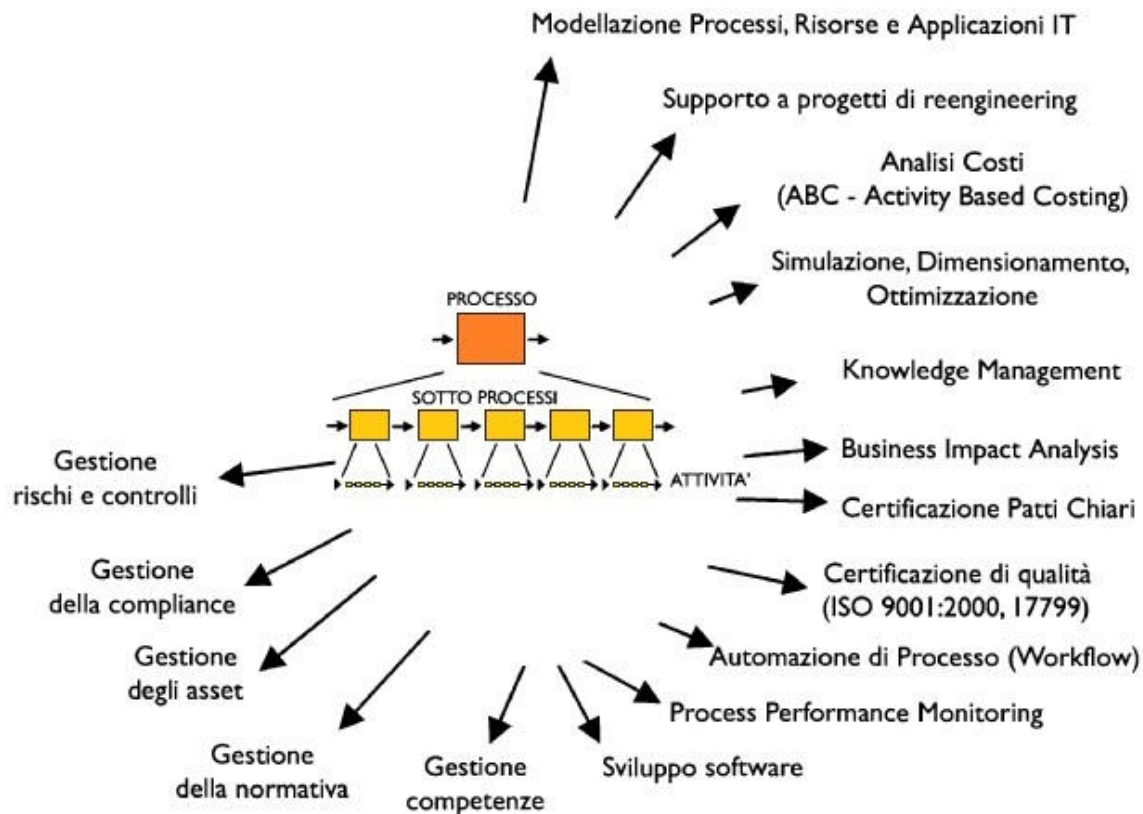 Modellazione Processi, Risorse e Applicazioni IT
Supporto a progetti di reengineering
Analisi Costi
(ABC - Activity Based Costing)
Simulazione, Dimensionamento,
Ottimizzazione
PROCESSO
Knowledge Management
SOTTO PROCESSI
Business Impact Analysis
ATTIVITA'
Gestione
rischi e controlli
Certificazione Patti Chiari
Gestione
della compliance
Certificazione di qualità
(ISO 9001:2000, 17799)
Gestione
degli asset
Automazione di Processo (Workflow)
Process Performance Monitoring
Gestione
della normativa
Gestione
competenze
Sviluppo software